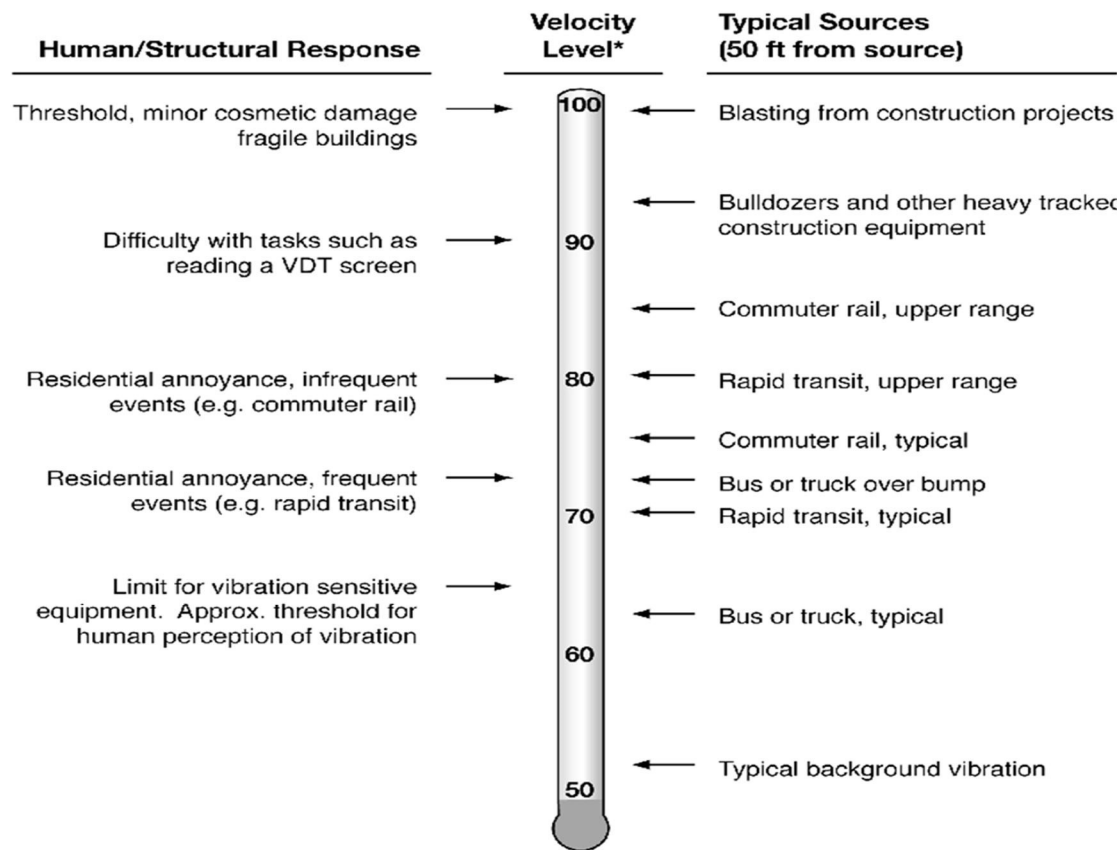 Human/Structural Response
Velocity
Level*
Typical Sources
(50 ft from source)
Threshold, minor cosmetic damage
fragile buildings
100
Blasting from construction projects
Bulldozers and other heavy tracked
construction equipment
Difficulty with tasks such as
reading a VDT screen
90
Commuter rail, upper range
Residential annoyance, infrequent
events (e.g. commuter rail)
80
Rapid transit, upper range
Commuter rail, typical
Residential annoyance, frequent
events (e.g. rapid transit)
Bus or truck over bump
70
Rapid transit, typical
Limit for vibration sensitive
equipment. Approx. threshold for
human perception of vibration
Bus or truck, typical
60
Typical background vibration
50